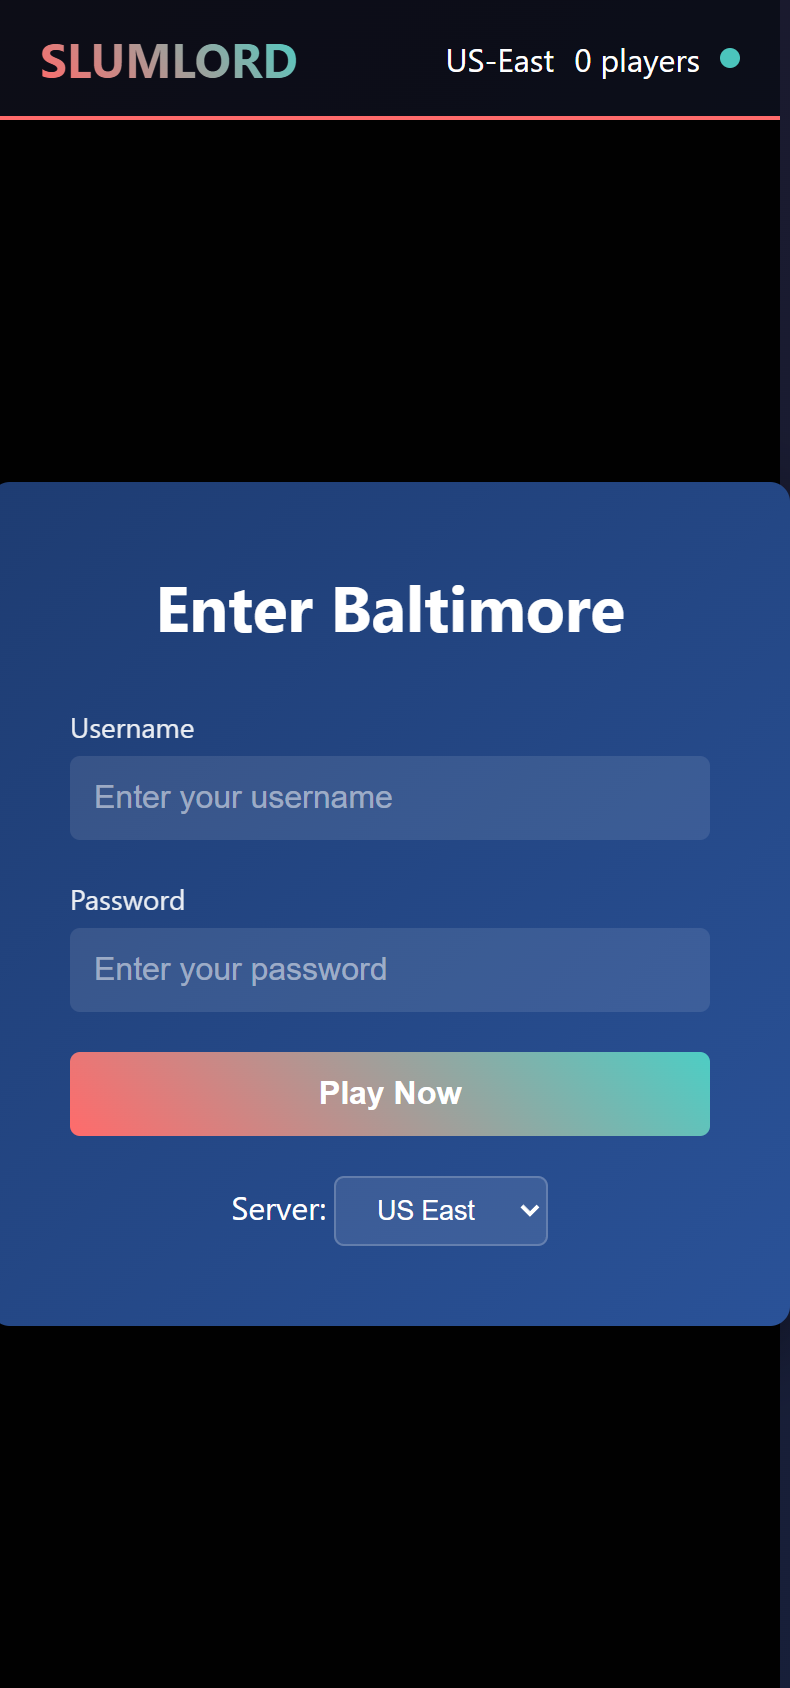 SLUMLORD US-East 0 players
Enter Baltimore
Username
Enter your username
Password
Enter your password
Play Now
Server: US East